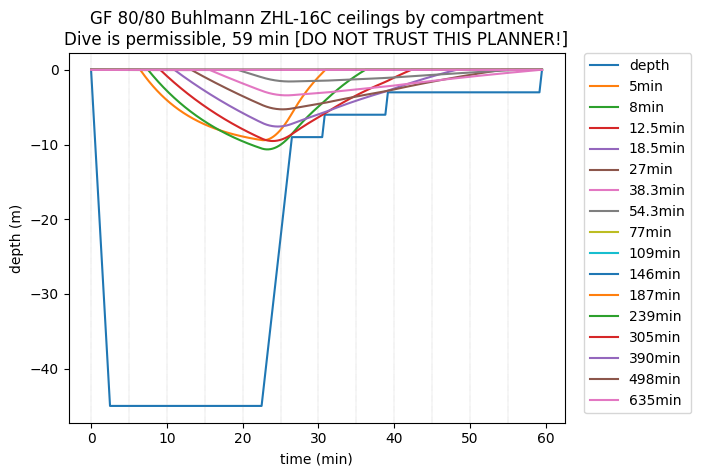 GF 80/80 Buhlmann ZHL-16C ceilings by compartment
Dive is permissible, 59 min [DO NOT TRUST THIS PLANNER!]
depth (m)
0
−10
−20
−30
−40
0
10
20
30
40
50
60
time (min)
depth
5min
8min
12.5min
18.5min
27min
38.3min
54.3min
77min
109min
146min
187min
239min
305min
390min
498min
635min